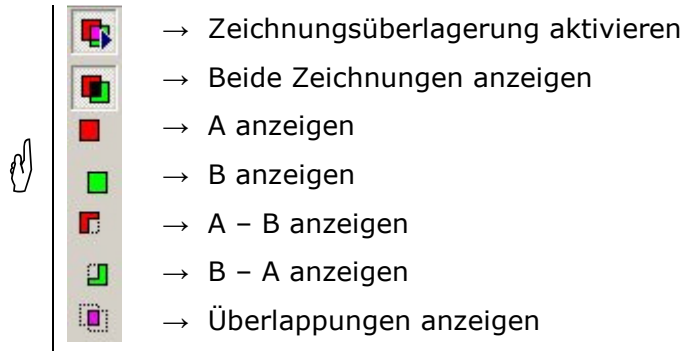 → Zeichnungsüberlagerung aktivieren
→ Beide Zeichnungen anzeigen
→ A anzeigen
→ B anzeigen
→ A – B anzeigen
→ B – A anzeigen
→ Überlappungen anzeigen